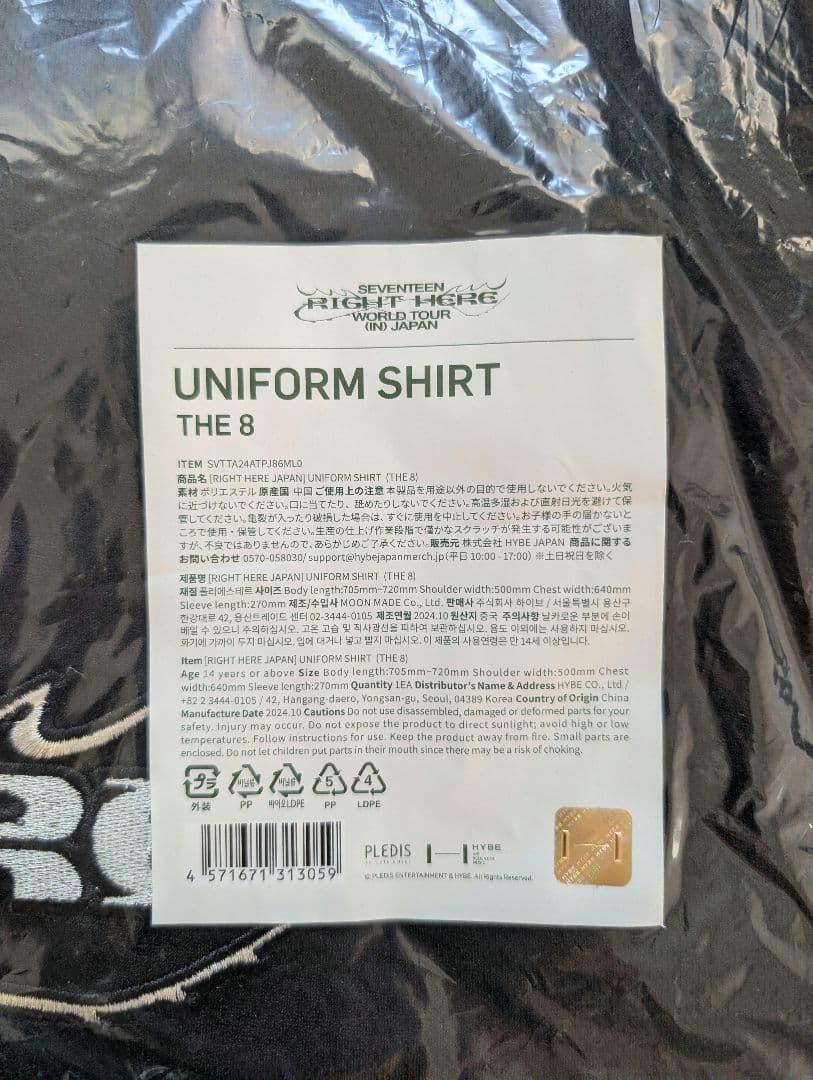 SEVENTEEN
RIGHT HERE
WORLD TOUR
(IN) JAPAN
UNIFORM SHIRT
THE 8
ITEM SVTTA24ATPJ86ML0
商品名 [RIGHT HERE JAPAN] UNIFORM SHIRT (THE 8)
素材 ポリエステル 原産国 中国 ご使用上の注意 本製品を用途以外の目的で使用しないでください。火気
に近づけないでください。口に当てたり、舐めたりしないでください。高温多湿および直射日光を避けて保
管してください。亀裂が入ったり破損した場合は、すぐに使用を中止してください。お子様の手の届かないと
ころで使用・保管してください。生産の仕上げ作業段階で僅かなスクラッチが発生する可能性がございま
すが、不良ではありませんので、あらかじめご了承ください。販売元 株式会社 HYBE JAPAN 商品に関する
お問い合わせ 0570-058030/ support@hybejapanmerch.jp(平日 10:00 - 17:00) ※土日祝日を除く
제품명 [RIGHT HERE JAPAN] UNIFORM SHIRT (THE 8)
재질 폴리에스테르 사이즈 Body length:705mm~720mm Shoulder width:500mm Chest width:640mm
Sleeve length:270mm 제조/수입사 MOON MADE Co., Ltd. 판매사 주식회사 하이브 / 서울특별시 용산구
한강대로 42, 용산트레이드 센터 02-3444-0105 제조연월 2024.10 원산지 중국 주의사항 날카로운 부분에 손이
베일 수 있으니 주의하십시오. 고온 고습 및 직사광선을 피하여 보관하십시오. 용도 이외에는 사용하지 마십시오.
화기에 가까이 두지 마십시오. 입에 대거나 넣고 빨지 마십시오. 이 제품의 사용연령은 만 14세 이상입니다.
Item [RIGHT HERE JAPAN] UNIFORM SHIRT (THE 8)
Age 14 years or above Size Body length:705mm~720mm Shoulder width:500mm Chest
width:640mm Sleeve length:270mm Quantity 1EA Distributor's Name & Address HYBE CO., Ltd /
+82 2 3444-0105 / 42, Hangang-daero, Yongsan-gu, Seoul, 04389 Korea Country of Origin China
Manufacture Date 2024.10 Cautions Do not use disassembled, damaged or deformed parts for your
safety. Injury may occur. Do not expose the product to direct sunlight; avoid high or low
temperatures. Follow instructions for use. Keep the product away from fire. Small parts are
enclosed. Do not let children put parts in their mouth since there may be a risk of choking.
プラ 비닐류 비닐류 5 4
外装 PP 바이오LDPE PP LDPE
4 571671 313059
PLEDIS HYBE
© PLEDIS ENTERTAINMENT & HYBE. All Rights Reserved.